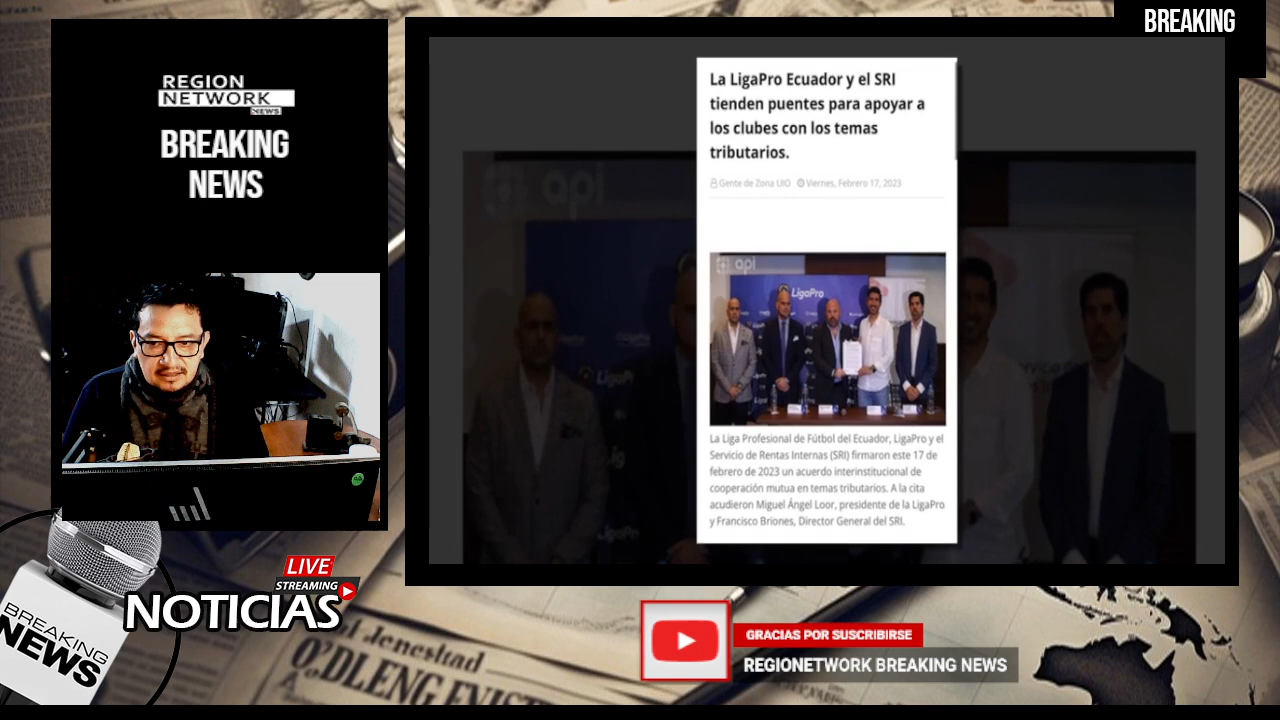 BREAKING
REGION
NETWORK
NEWS
BREAKING
NEWS
La LigaPro Ecuador y el SRI
tienden puentes para apoyar a
los clubes con los temas
tributarios.
Gente de Zona UIO Viernes, Febrero 17, 2023
api
api
LigaPro
LigaPro
La Liga Profesional de Fútbol del Ecuador, LigaPro y el
Servicio de Rentas Internas (SRI) firmaron este 17 de
febrero de 2023 un acuerdo interinstitucional de
cooperación mutua en temas tributarios. A la cita
acudieron Miguel Ángel Loor, presidente de la LigaPro
y Francisco Briones, Director General del SRI.
LIVE
STREAMING
NOTICIAS
BREAKING
NEWS
GRACIAS POR SUSCRIBIRSE
REGIONETWORK BREAKING NEWS